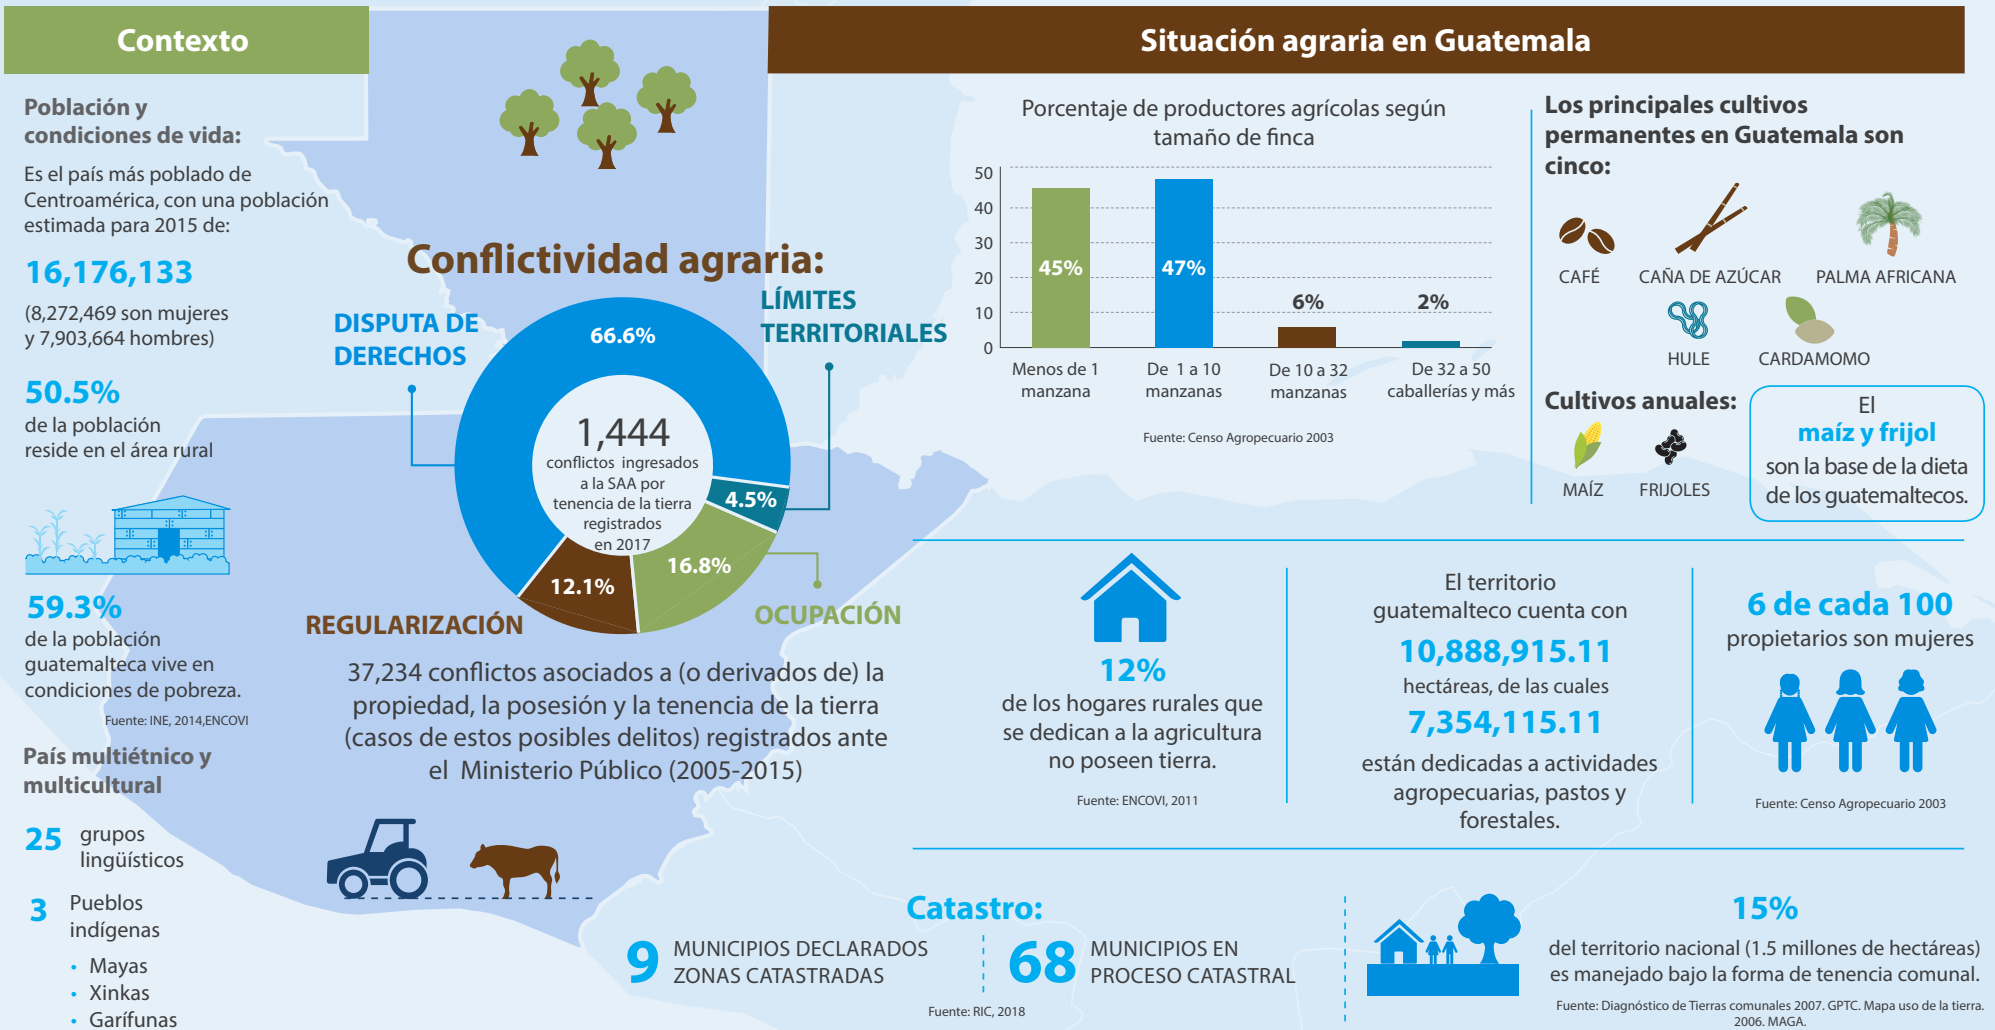 Contexto
Población y
condiciones de vida:
Es el país más poblado de
Centroamérica, con una población
estimada para 2015 de:
16,176,133
(8,272,469 son mujeres
y 7,903,664 hombres)
50.5%
de la población
reside en el área rural
59.3%
de la población
guatemalteca vive en
condiciones de pobreza.
Fuente: INE, 2014,ENCOVI
País multiétnico y
multicultural
25 grupos
lingüísticos
3 Pueblos
indígenas
• Mayas
• Xinkas
• Garífunas
Conflictividad agraria:
DISPUTA DE
DERECHOS
66.6%
LÍMITES
TERRITORIALES
4.5%
1,444
conflictos ingresados
a la SAA por
tenencia de la tierra
registrados
en 2017
16.8%
12.1%
OCUPACIÓN
REGULARIZACIÓN
37,234 conflictos asociados a (o derivados de) la
propiedad, la posesión y la tenencia de la tierra
(casos de estos posibles delitos) registrados ante
el Ministerio Público (2005-2015)
Situación agraria en Guatemala
Porcentaje de productores agrícolas según
tamaño de finca
50
40
30
20
10
0
45%
47%
6%
2%
Menos de 1
manzana
De 1 a 10
manzanas
De 10 a 32
manzanas
De 32 a 50
caballerías y más
Fuente: Censo Agropecuario 2003
Los principales cultivos
permanentes en Guatemala son
cinco:
CAFÉ
CAÑA DE AZÚCAR
PALMA AFRICANA
HULE
CARDAMOMO
Cultivos anuales:
MAÍZ
FRIJOLES
El
maíz y frijol
son la base de la dieta
de los guatemaltecos.
12%
de los hogares rurales que
se dedican a la agricultura
no poseen tierra.
Fuente: ENCOVI, 2011
El territorio
guatemalteco cuenta con
10,888,915.11
hectáreas, de las cuales
7,354,115.11
están dedicadas a actividades
agropecuarias, pastos y
forestales.
6 de cada 100
propietarios son mujeres
Fuente: Censo Agropecuario 2003
Catastro:
9 MUNICIPIOS DECLARADOS
ZONAS CATASTRADAS
68 MUNICIPIOS EN
PROCESO CATASTRAL
Fuente: RIC, 2018
15%
del territorio nacional (1.5 millones de hectáreas)
es manejado bajo la forma de tenencia comunal.
Fuente: Diagnóstico de Tierras comunales 2007. GPTC. Mapa uso de la tierra.
2006. MAGA.